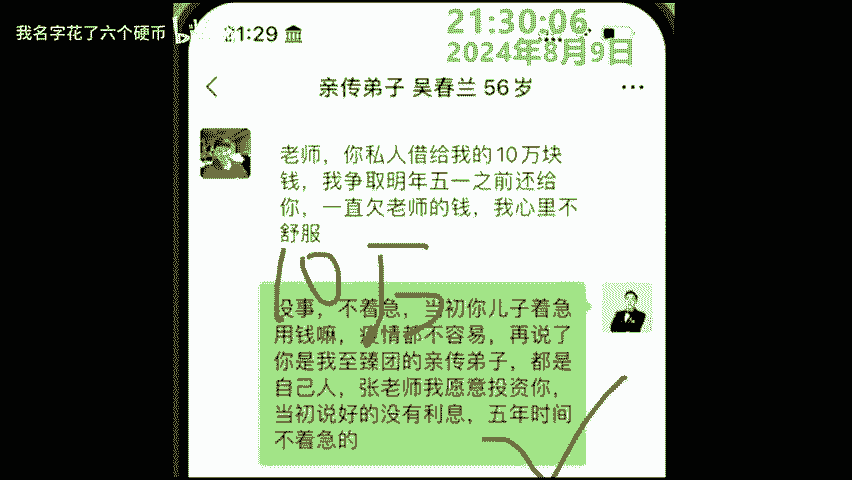 我名字花了六个硬币
21:29
21:30:06
2024年8月9日
亲传弟子 吴春兰 56岁
老师，你私人借给我的10万块
钱，我争取明年五一之前还给
你，一直欠老师的钱，我心里不
舒服
10万
没事，不着急，当初你儿子着急
用钱嘛，疫情都不容易，再说了
你是我至臻团的亲传弟子，都是
自己人，张老师我愿意投资你，
当初说好的没有利息，五年时间
不着急的